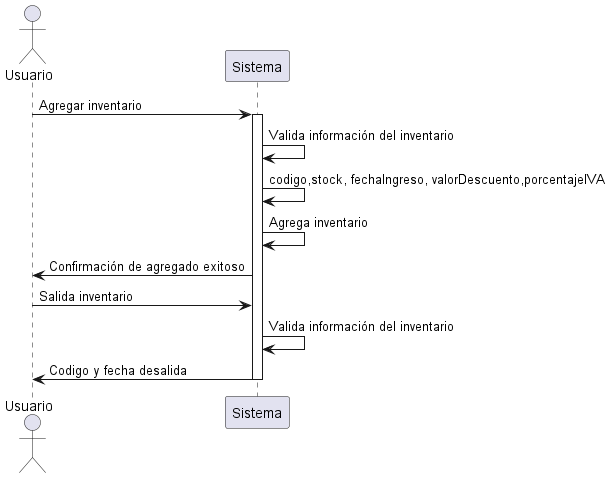 Usuario
Sistema
Agregar inventario
Valida información del inventario
codigo,stock, fechaIngreso, valorDescuento,porcentajeIVA
Agrega inventario
Confirmación de agregado exitoso
Salida inventario
Valida información del inventario
Codigo y fecha desalida
Usuario
Sistema